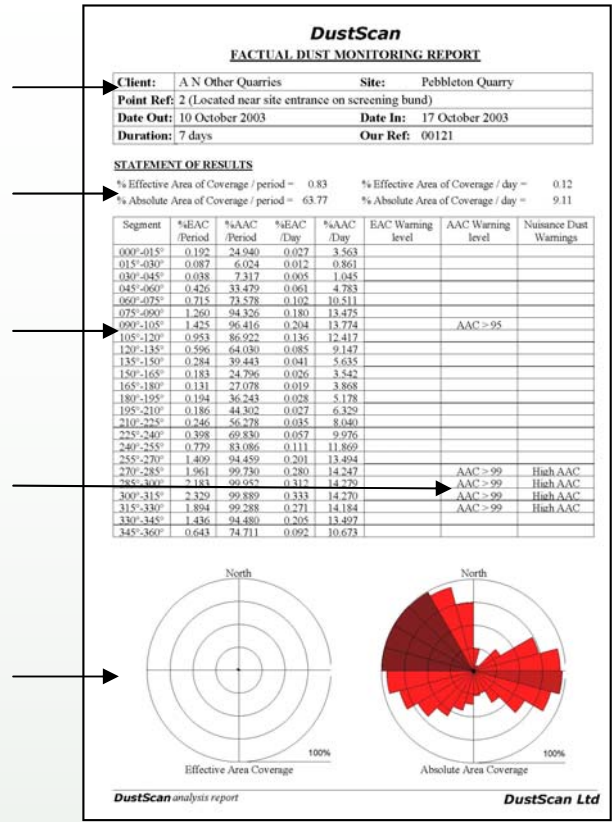 DustScan
FACTUAL DUST MONITORING REPORT
Client: A N Other Quarries Site: Pebbleton Quarry
Point Ref: 2 (Located near site entrance on screening bund)
Date Out: 10 October 2003 Date In: 17 October 2003
Duration: 7 days Our Ref: 00121
STATEMENT OF RESULTS
% Effective Area of Coverage / period = 0.83 % Effective Area of Coverage / day = 0.12
% Absolute Area of Coverage / period = 63.77 % Absolute Area of Coverage / day = 9.11
Segment %EAC %AAC %EAC %AAC EAC Warning AAC Warning Nuisance Dust
/Period /Period /Day /Day level level Warnings
000°-015° 0.192 24.940 0.027 3.563
015°-030° 0.087 6.024 0.012 0.861
030°-045° 0.038 7.317 0.005 1.045
045°-060° 0.426 33.479 0.061 4.783
060°-075° 0.715 73.578 0.102 10.511
075°-090° 1.260 94.326 0.180 13.475
090°-105° 1.425 96.416 0.204 13.774 AAC > 95
105°-120° 0.953 86.922 0.136 12.417
120°-135° 0.596 64.030 0.085 9.147
135°-150° 0.284 39.443 0.041 5.635
150°-165° 0.183 24.796 0.026 3.542
165°-180° 0.131 27.078 0.019 3.868
180°-195° 0.194 36.243 0.028 5.178
195°-210° 0.186 44.302 0.027 6.329
210°-225° 0.246 56.278 0.035 8.040
225°-240° 0.398 69.830 0.057 9.976
240°-255° 0.779 83.086 0.111 11.869
255°-270° 1.409 94.459 0.201 13.494
270°-285° 1.961 99.730 0.280 14.247 AAC > 99 High AAC
285°-300° 2.183 99.952 0.312 14.279 AAC > 99 High AAC
300°-315° 2.329 99.889 0.333 14.270 AAC > 99 High AAC
315°-330° 1.894 99.288 0.271 14.184 AAC > 99 High AAC
330°-345° 1.436 94.480 0.205 13.497
345°-360° 0.643 74.711 0.092 10.673
North North
100% 100%
Effective Area Coverage Absolute Area Coverage
DustScan analysis report DustScan Ltd